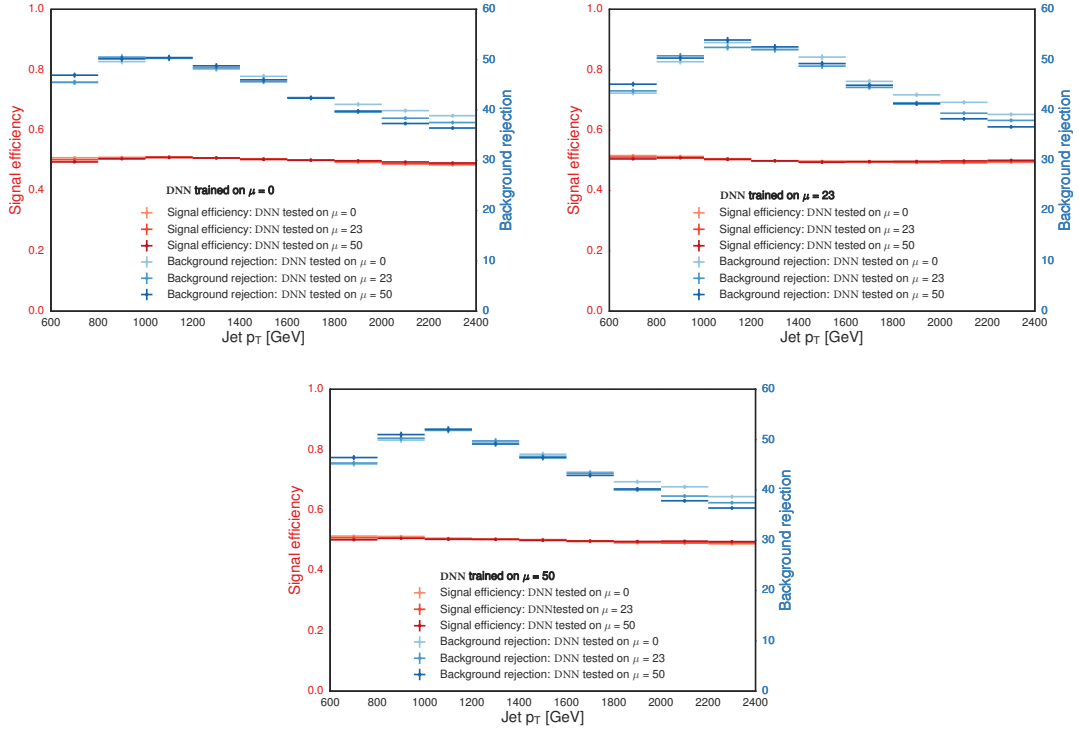 1.0
0.8
0.6
0.4
0.2
0.0
Signal efficiency
60
50
40
30
20
10
0
Background rejection
DNN trained on μ = 0
Signal efficiency: DNN tested on μ = 0
Signal efficiency: DNN tested on μ = 23
Signal efficiency: DNN tested on μ = 50
Background rejection: DNN tested on μ = 0
Background rejection: DNN tested on μ = 23
Background rejection: DNN tested on μ = 50
600 800 1000 1200 1400 1600 1800 2000 2200 2400
Jet pT [GeV]
1.0
0.8
0.6
0.4
0.2
0.0
Signal efficiency
60
50
40
30
20
10
0
Background rejection
DNN trained on μ = 23
Signal efficiency: DNN tested on μ = 0
Signal efficiency: DNN tested on μ = 23
Signal efficiency: DNN tested on μ = 50
Background rejection: DNN tested on μ = 0
Background rejection: DNN tested on μ = 23
Background rejection: DNN tested on μ = 50
600 800 1000 1200 1400 1600 1800 2000 2200 2400
Jet pT [GeV]
1.0
0.8
0.6
0.4
0.2
0.0
Signal efficiency
60
50
40
30
20
10
0
Background rejection
DNN trained on μ = 50
Signal efficiency: DNN tested on μ = 0
Signal efficiency: DNNtested on μ = 23
Signal efficiency: DNN tested on μ = 50
Background rejection: DNN tested on μ = 0
Background rejection: DNN tested on μ = 23
Background rejection: DNN tested on μ = 50
600 800 1000 1200 1400 1600 1800 2000 2200 2400
Jet pT [GeV]